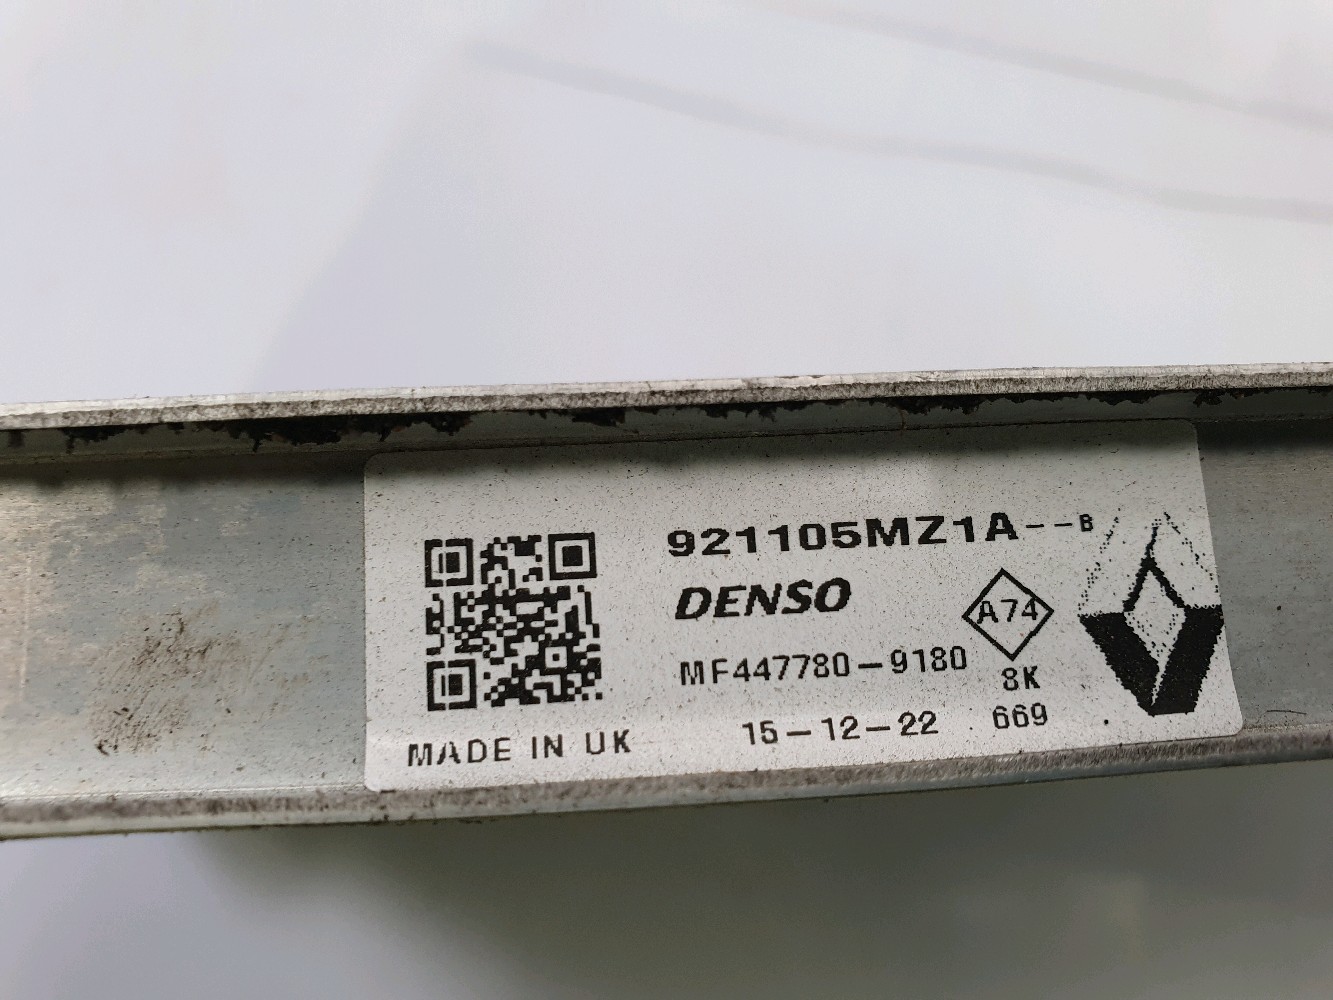 921105MZ1A--B
DENSO
A74
MF447780-9180
8K
15-12-22
669
MADE IN UK